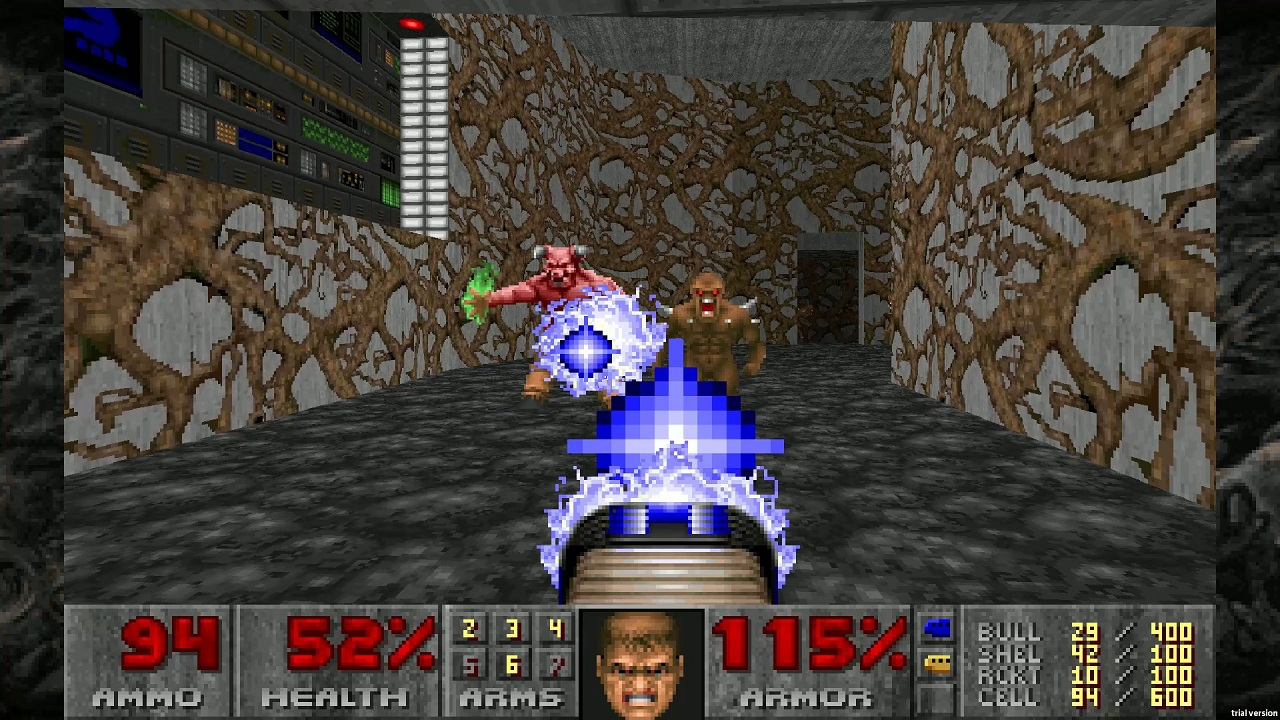 94 52% 2 3 4 115% BULL 29 / 400
5 6 7 SHEL 42 / 100
RCKT 10 / 100
AMMO HEALTH ARMS ARMOR CELL 94 / 600
trial version